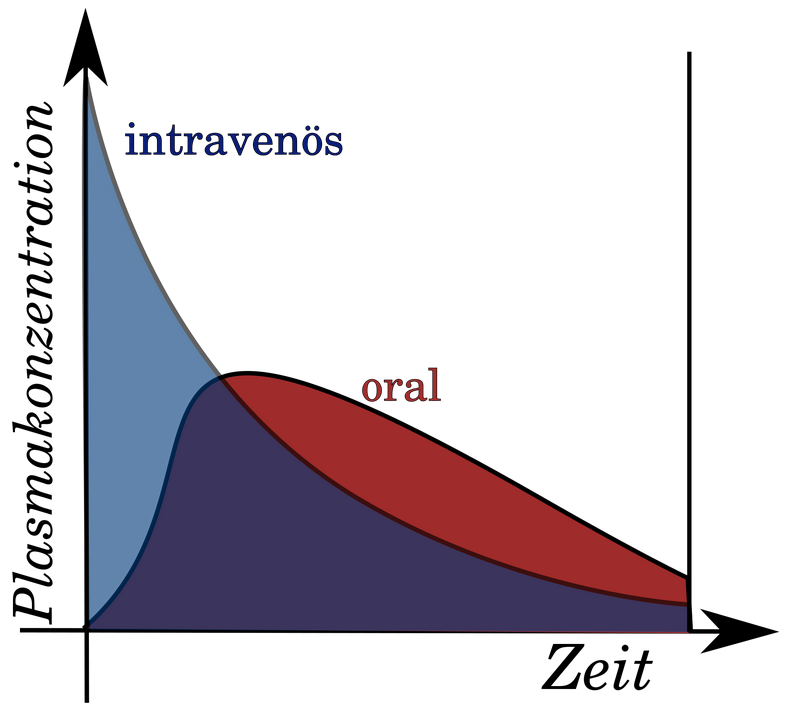 Plasmakonzentration
intravenös
oral
Zeit